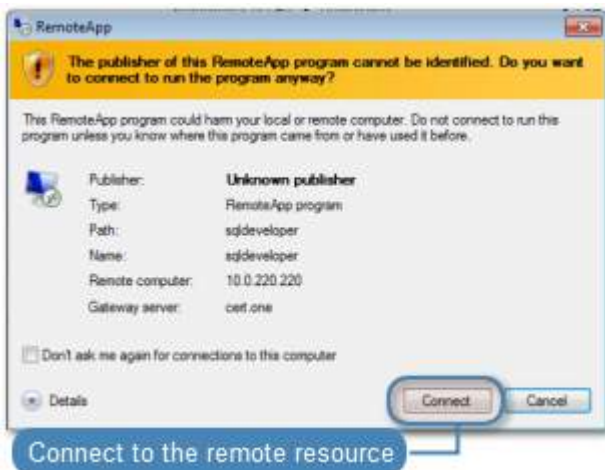 RemoteApp
The publisher of this RemoteApp program cannot be identified. Do you want
to connect to run the program anyway?
This RemoteApp program could harm your local or remote computer. Do not connect to run this
program unless you know where this program came from or have used it before.
Publisher: Unknown publisher
Type: RemoteApp program
Path: sqldeveloper
Name: sqldeveloper
Remote computer: 10.0.220.220
Gateway server: cert.one
Don't ask me again for connections to this computer
Details Connect Cancel
Connect to the remote resource